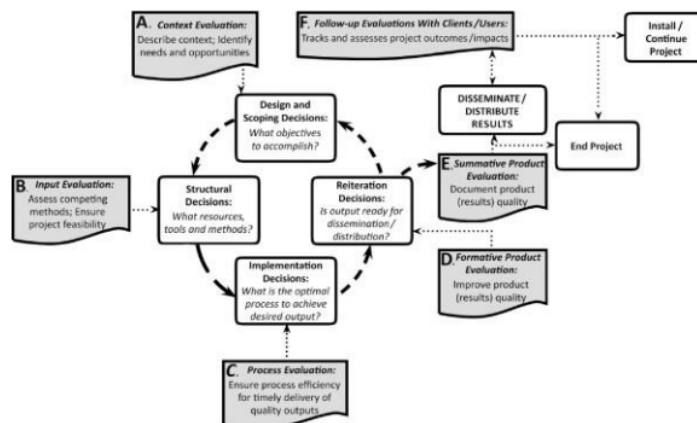 A. Context Evaluation:
Describe context; Identify
needs and opportunities
F. Follow-up Evaluations With Clients/Users:
Tracks and assesses project outcomes/impacts
Install /
Continue
Project
Design and
Scoping Decisions:
What objectives
to accomplish?
DISSEMINATE/
DISTRIBUTE
RESULTS
End Project
B. Input Evaluation:
Assess competing
methods; Ensure
project feasibility
Structural
Decisions:
What resources,
tools and methods?
Reiteration
Decisions:
Is output ready for
dissemination/
distribution?
E. Summative Product
Evaluation:
Document product
(results) quality
Implementation
Decisions:
What is the optimal
process to achieve
desired output?
D. Formative Product
Evaluation:
Improve product
(results) quality
C. Process Evaluation:
Ensure process efficiency
for timely delivery of
quality outputs